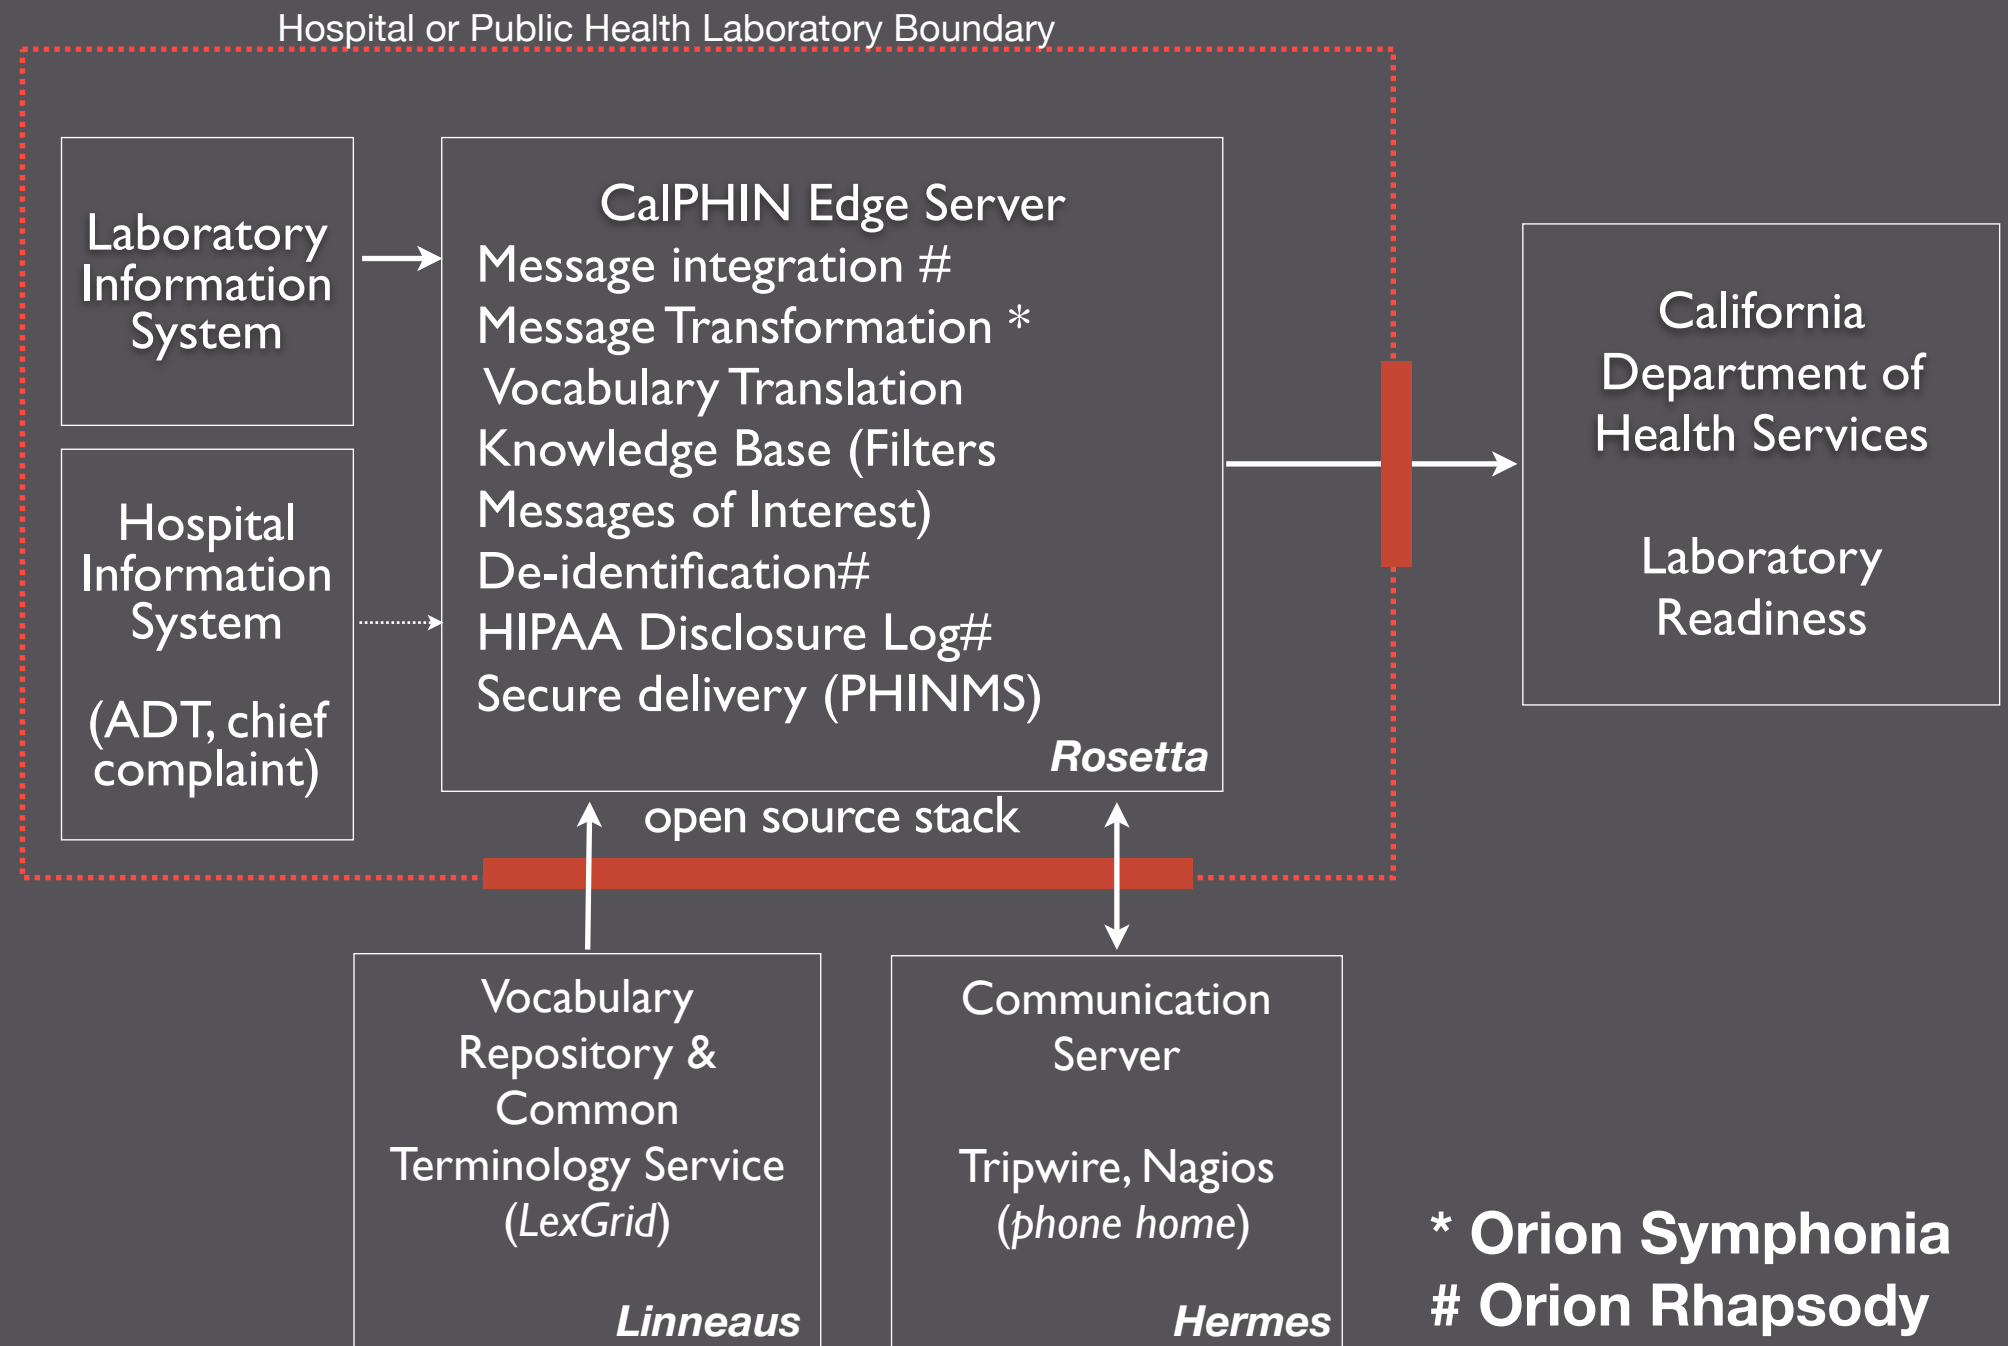 Hospital or Public Health Laboratory Boundary
Laboratory
Information
System
Hospital
Information
System
(ADT, chief
complaint)
CalPHIN Edge Server
Message integration #
Message Transformation *
Vocabulary Translation
Knowledge Base (Filters
Messages of Interest)
De-identification#
HIPAA Disclosure Log#
Secure delivery (PHINMS)
Rosetta
open source stack
California
Department of
Health Services
Laboratory
Readiness
Vocabulary
Repository &
Common
Terminology Service
(LexGrid)
Linneaus
Communication
Server
Tripwire, Nagios
(phone home)
Hermes
* Orion Symphonia
# Orion Rhapsody